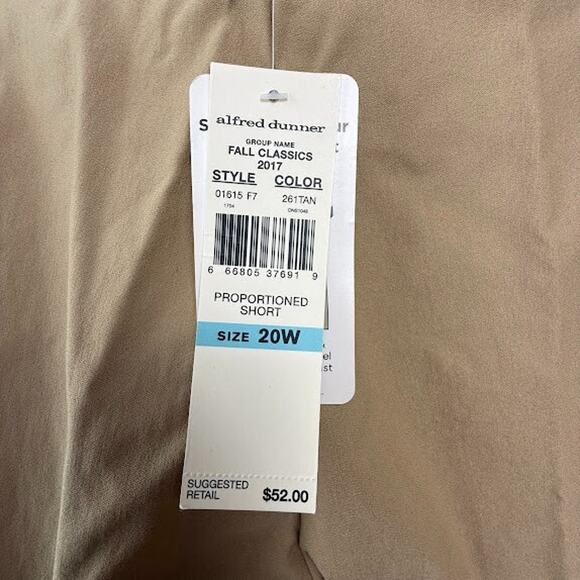 alfred dunner
GROUP NAME
FALL CLASSICS
2017
STYLE COLOR
01615 F7 261TAN
1754
6 66805 37691 9
PROPORTIONED
SHORT
SIZE 20W
SUGGESTED
RETAIL $52.00